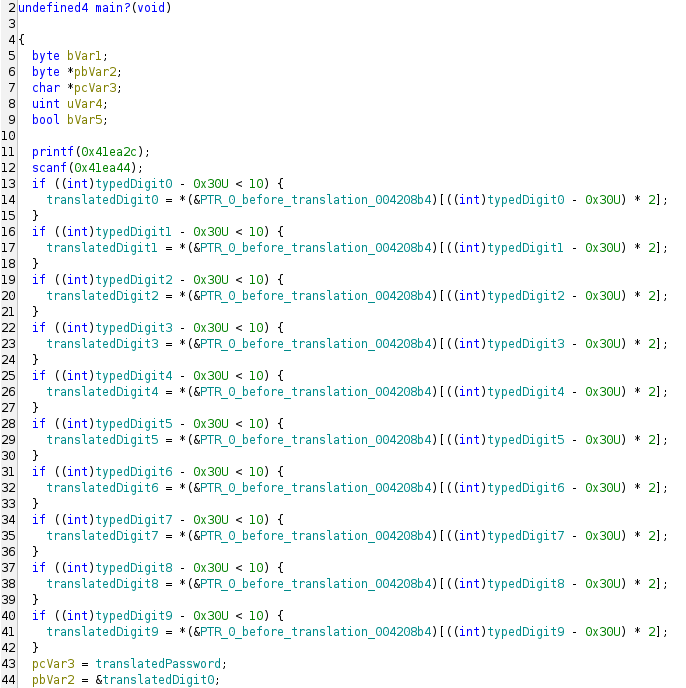 2 undefined4 main?(void)
3
4 {
5   byte bVar1;
6   byte *pbVar2;
7   char *pcVar3;
8   uint uVar4;
9   bool bVar5;
10
11   printf(0x41ea2c);
12   scanf(0x41ea44);
13   if ((int)typedDigit0 - 0x30U < 10) {
14     translatedDigit0 = *(&PTR_0_before_translation_004208b4)[((int)typedDigit0 - 0x30U) * 2];
15   }
16   if ((int)typedDigit1 - 0x30U < 10) {
17     translatedDigit1 = *(&PTR_0_before_translation_004208b4)[((int)typedDigit1 - 0x30U) * 2];
18   }
19   if ((int)typedDigit2 - 0x30U < 10) {
20     translatedDigit2 = *(&PTR_0_before_translation_004208b4)[((int)typedDigit2 - 0x30U) * 2];
21   }
22   if ((int)typedDigit3 - 0x30U < 10) {
23     translatedDigit3 = *(&PTR_0_before_translation_004208b4)[((int)typedDigit3 - 0x30U) * 2];
24   }
25   if ((int)typedDigit4 - 0x30U < 10) {
26     translatedDigit4 = *(&PTR_0_before_translation_004208b4)[((int)typedDigit4 - 0x30U) * 2];
27   }
28   if ((int)typedDigit5 - 0x30U < 10) {
29     translatedDigit5 = *(&PTR_0_before_translation_004208b4)[((int)typedDigit5 - 0x30U) * 2];
30   }
31   if ((int)typedDigit6 - 0x30U < 10) {
32     translatedDigit6 = *(&PTR_0_before_translation_004208b4)[((int)typedDigit6 - 0x30U) * 2];
33   }
34   if ((int)typedDigit7 - 0x30U < 10) {
35     translatedDigit7 = *(&PTR_0_before_translation_004208b4)[((int)typedDigit7 - 0x30U) * 2];
36   }
37   if ((int)typedDigit8 - 0x30U < 10) {
38     translatedDigit8 = *(&PTR_0_before_translation_004208b4)[((int)typedDigit8 - 0x30U) * 2];
39   }
40   if ((int)typedDigit9 - 0x30U < 10) {
41     translatedDigit9 = *(&PTR_0_before_translation_004208b4)[((int)typedDigit9 - 0x30U) * 2];
42   }
43   pcVar3 = translatedPassword;
44   pbVar2 = &translatedDigit0;